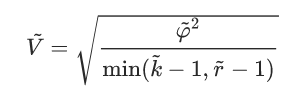 Ṽ = √(φ̃² / min(k̃ − 1, r̃ − 1))